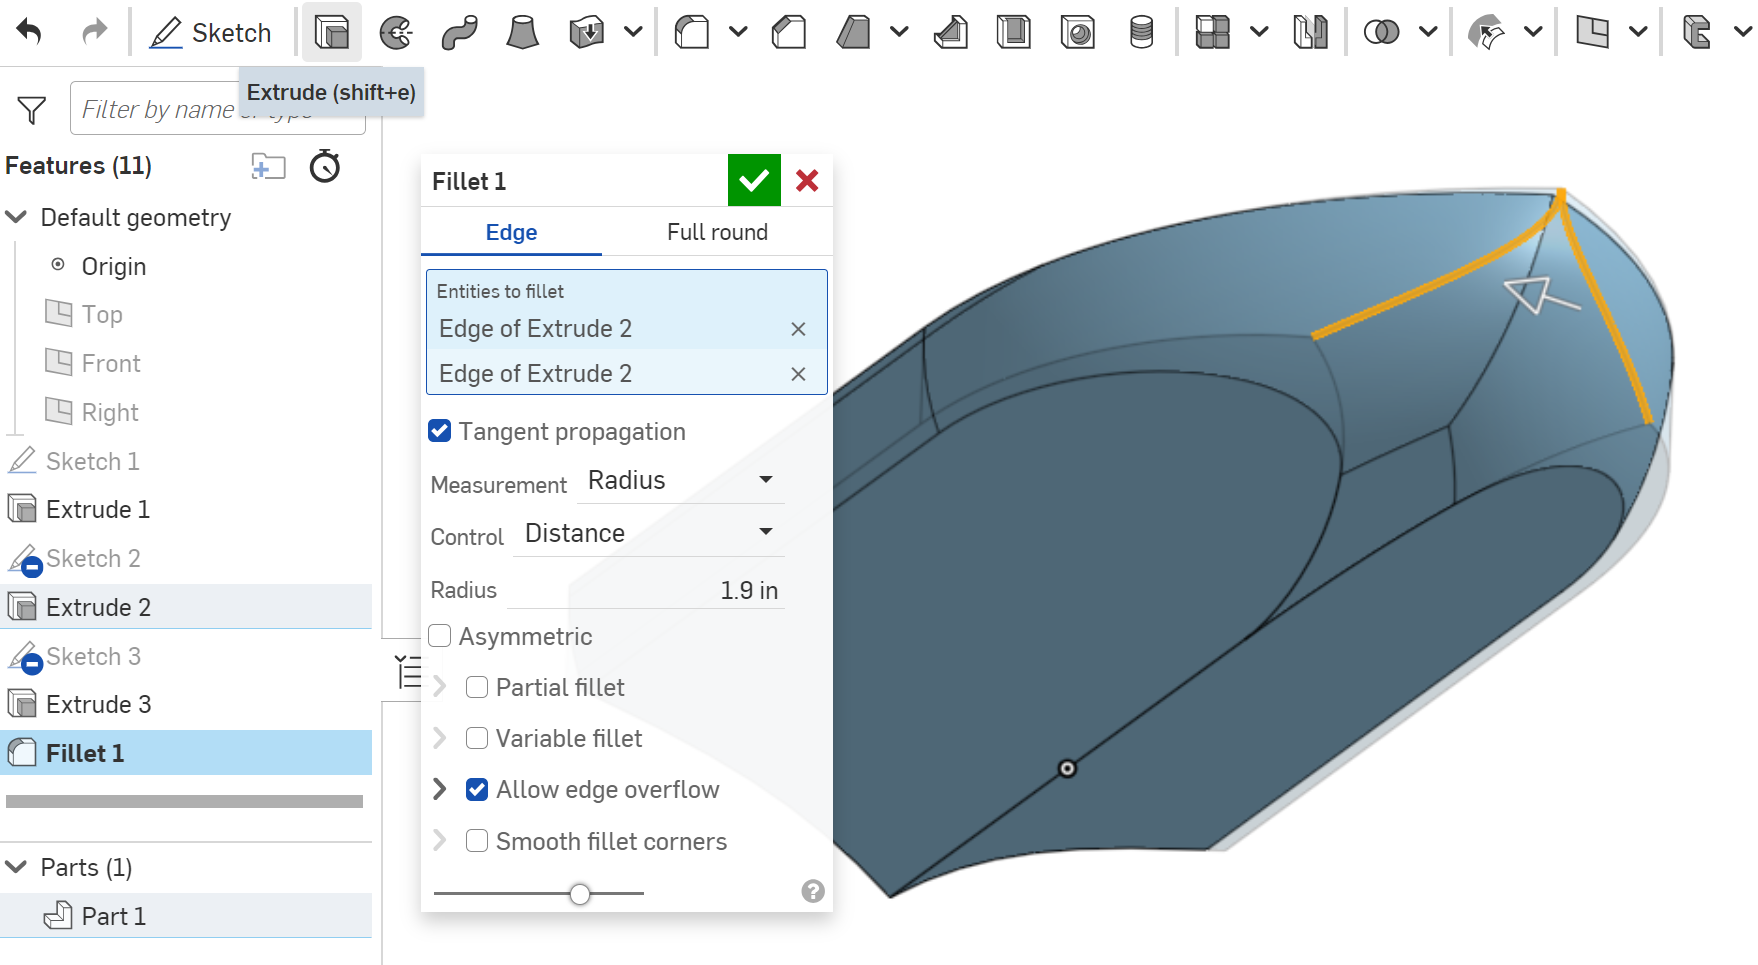 Sketch
Extrude (shift+e)
Filter by name or type
Features (11)
Default geometry
Origin
Top
Front
Right
Sketch 1
Extrude 1
Sketch 2
Extrude 2
Sketch 3
Extrude 3
Fillet 1
Parts (1)
Part 1
Fillet 1
Edge
Full round
Entities to fillet
Edge of Extrude 2
Edge of Extrude 2
Tangent propagation
Measurement Radius
Control Distance
Radius 1.9 in
Asymmetric
Partial fillet
Variable fillet
Allow edge overflow
Smooth fillet corners